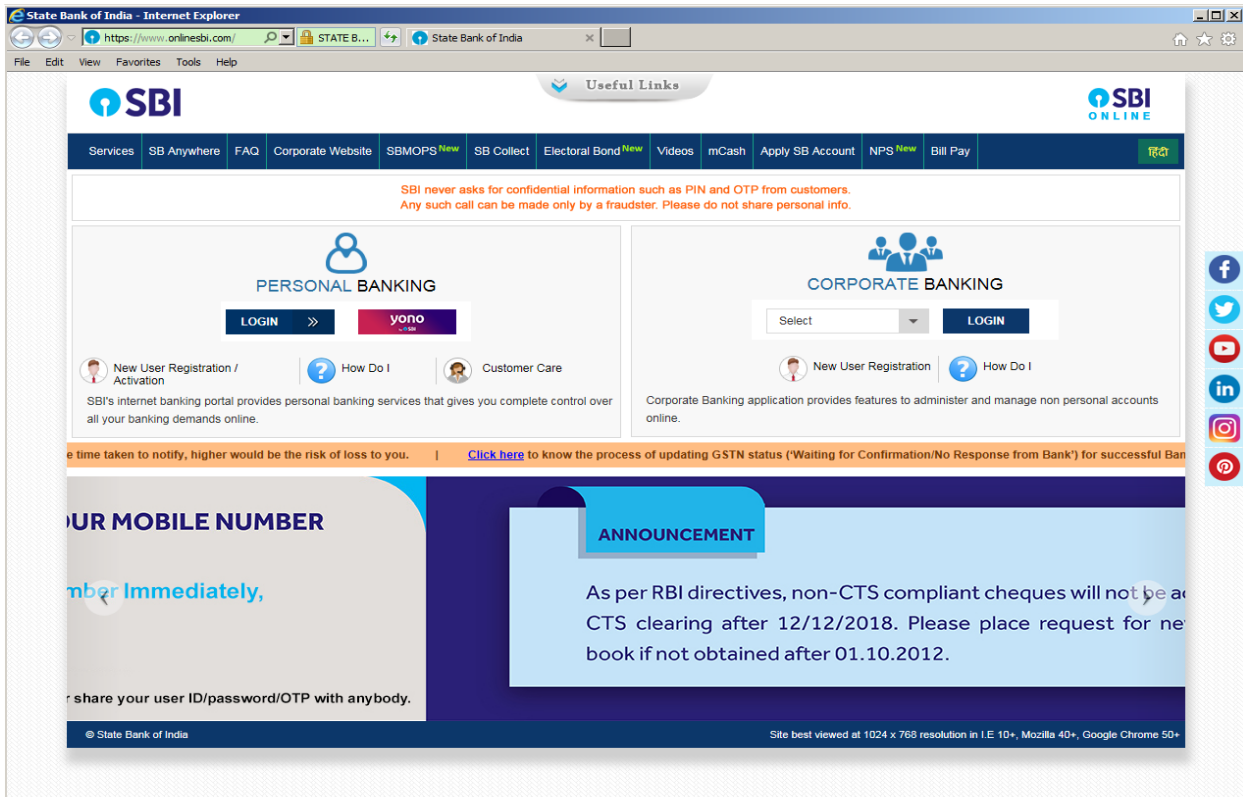 State Bank of India - Internet Explorer
https://www.onlinesbi.com/
STATE B...
State Bank of India
File Edit View Favorites Tools Help
Useful Links
SBI
SBI
ONLINE
Services SB Anywhere FAQ Corporate Website SBMOPS New SB Collect Electoral Bond New Videos mCash Apply SB Account NPS New Bill Pay हिंदी
SBI never asks for confidential information such as PIN and OTP from customers.
Any such call can be made only by a fraudster. Please do not share personal info.
PERSONAL BANKING
LOGIN
yono
by SBI
New User Registration /
Activation
How Do I
Customer Care
SBI's internet banking portal provides personal banking services that gives you complete control over
all your banking demands online.
CORPORATE BANKING
Select
LOGIN
New User Registration
How Do I
Corporate Banking application provides features to administer and manage non personal accounts
online.
e time taken to notify, higher would be the risk of loss to you. | Click here to know the process of updating GSTN status ('Waiting for Confirmation/No Response from Bank') for successful Ban
UR MOBILE NUMBER
mber Immediately,
r share your user ID/password/OTP with anybody.
ANNOUNCEMENT
As per RBI directives, non-CTS compliant cheques will not be a
CTS clearing after 12/12/2018. Please place request for ne
book if not obtained after 01.10.2012.
© State Bank of India
Site best viewed at 1024 x 768 resolution in I.E 10+, Mozilla 40+, Google Chrome 50+